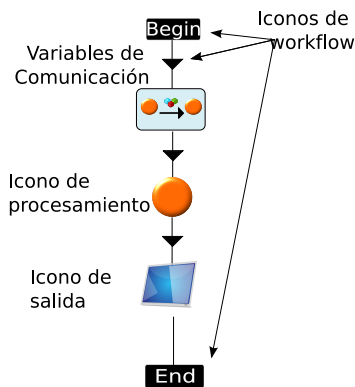 Begin
Iconos de
workflow
Variables de
Comunicación
Icono de
procesamiento
Icono de
salida
End